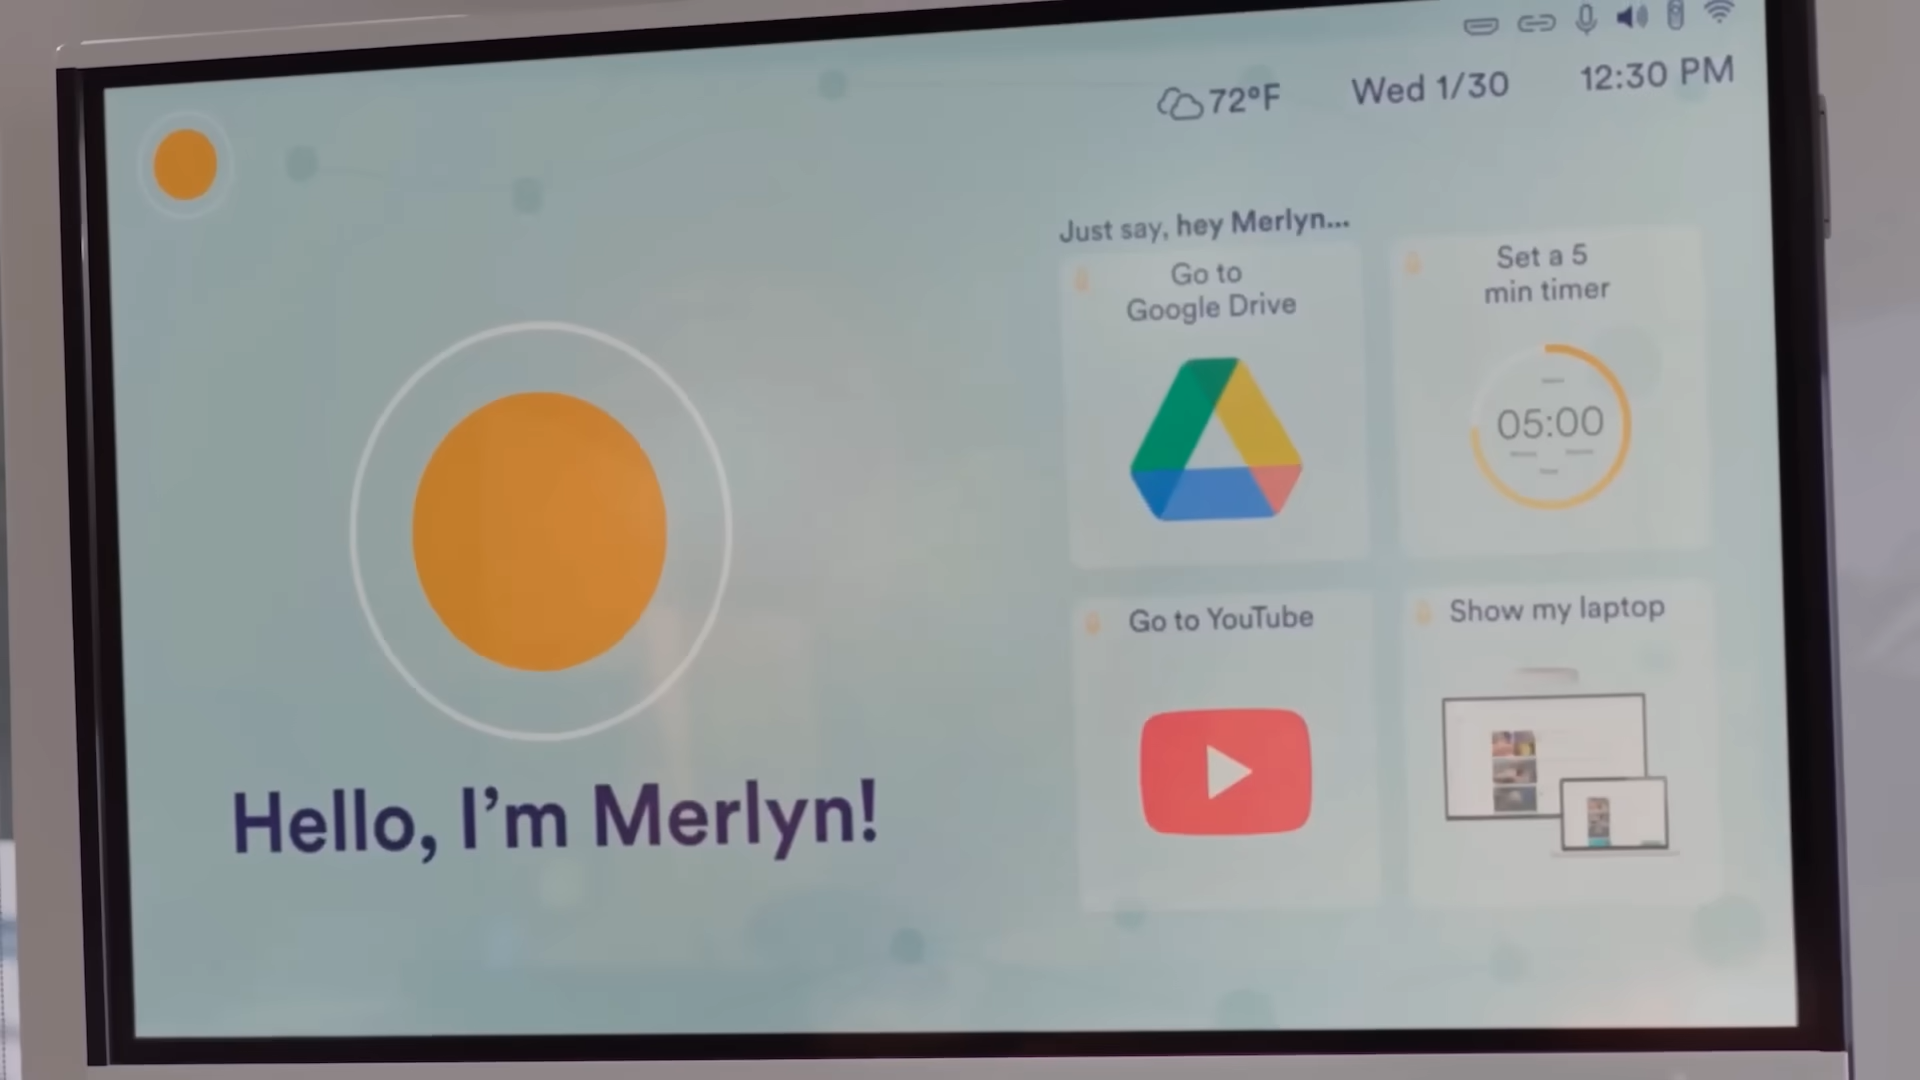 72°F Wed 1/30 12:30 PM
Just say, hey Merlyn...
Go to
Google Drive
Set a 5
min timer
05:00
Go to YouTube
Show my laptop
Hello, I'm Merlyn!